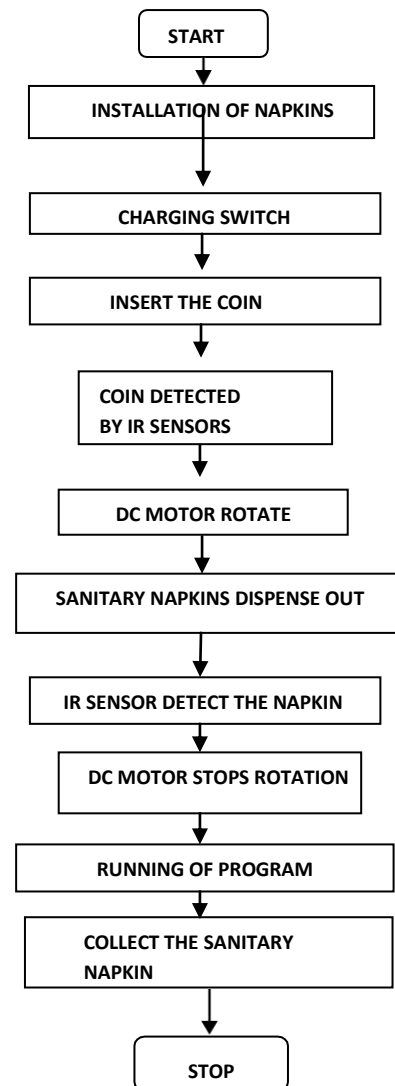 START
INSTALLATION OF NAPKINS
CHARGING SWITCH
INSERT THE COIN
COIN DETECTED
BY IR SENSORS
DC MOTOR ROTATE
SANITARY NAPKINS DISPENSE OUT
IR SENSOR DETECT THE NAPKIN
DC MOTOR STOPS ROTATION
RUNNING OF PROGRAM
COLLECT THE SANITARY
NAPKIN
STOP